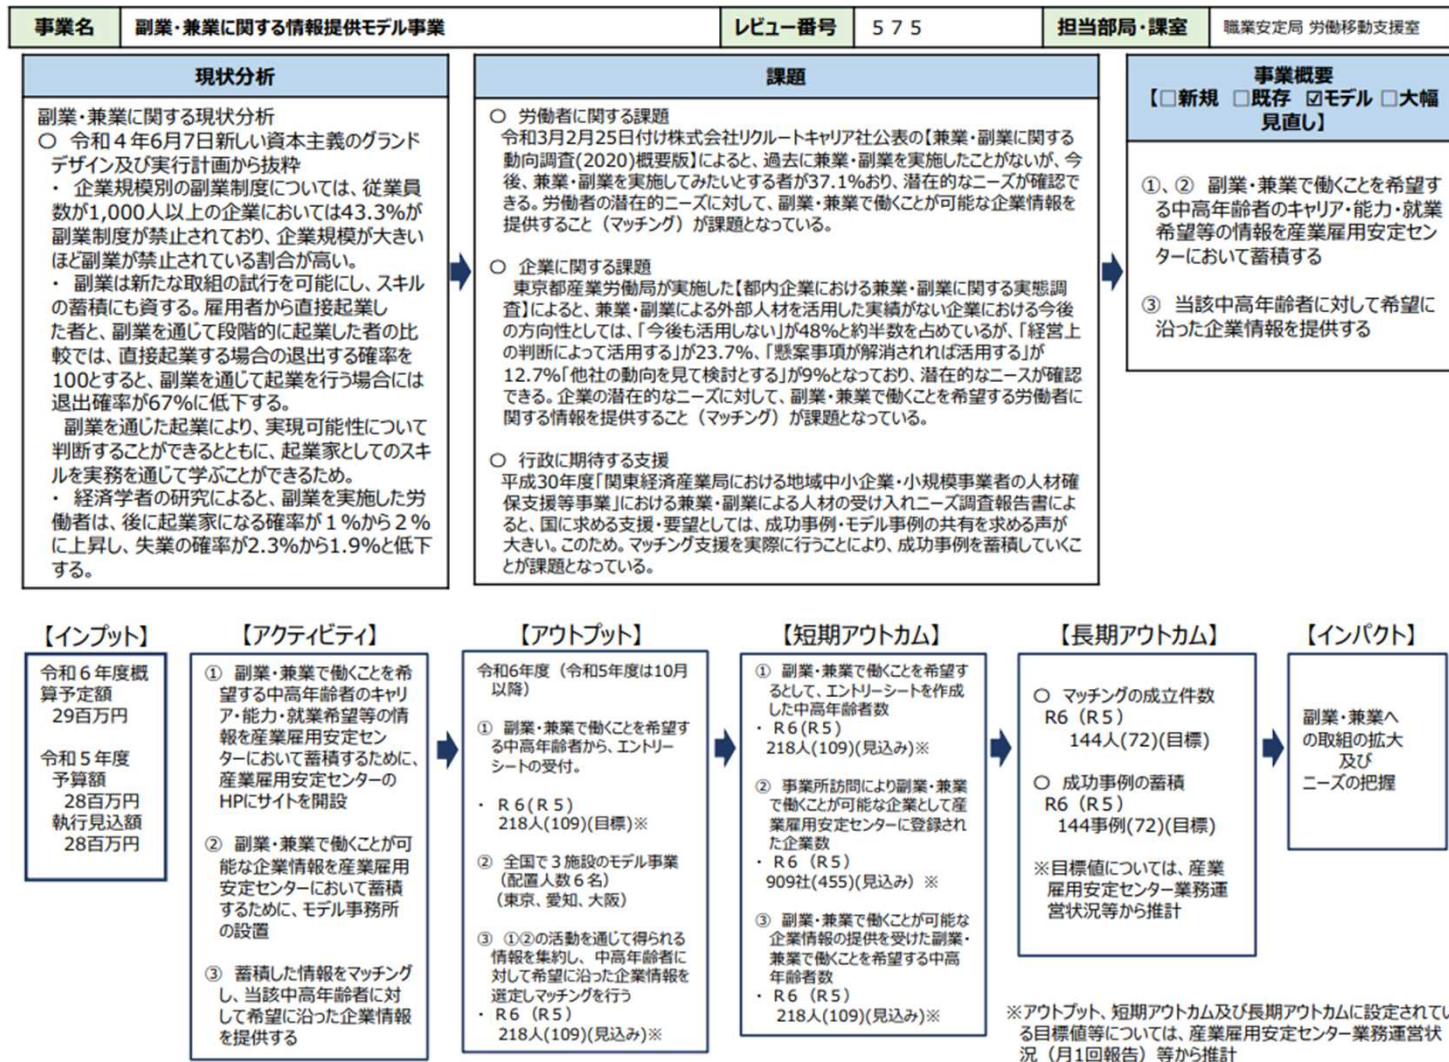 事業名
副業・兼業に関する情報提供モデル事業
レビュー番号
５７５
担当部局・課室
職業安定局 労働移動支援室
現状分析
副業・兼業に関する現状分析
○ 令和４年6月7日新しい資本主義のグランド
デザイン及び実行計画から抜粋
・ 企業規模別の副業制度については、従業員
数が1,000人以上の企業においては43.3%が
副業制度が禁止されており、企業規模が大きい
ほど副業が禁止されている割合が高い。
・ 副業は新たな取組の試行を可能にし、スキル
の蓄積にも資する。雇用者から直接起業し
た者と、副業を通じて段階的に起業した者の比
較では、直接起業する場合の退出する確率を
100とすると、副業を通じて起業を行う場合には
退出確率が67%に低下する。
副業を通じた起業により、実現可能性について
判断することができるとともに、起業家としてのスキ
ルを実務を通じて学ぶことができるため。
・ 経済学者の研究によると、副業を実施した労
働者は、後に起業家になる確率が１%から２%
に上昇し、失業の確率が2.3%から1.9%と低下
する。
課題
○ 労働者に関する課題
令和3月2月25日付け株式会社リクルートキャリア社公表の【兼業・副業に関する
動向調査(2020)概要版】によると、過去に兼業・副業を実施したことがないが、今
後、兼業・副業を実施してみたいとする者が37.1%おり、潜在的なニーズが確認で
きる。労働者の潜在的ニーズに対して、副業・兼業で働くことが可能な企業情報を
提供すること（マッチング）が課題となっている。
○ 企業に関する課題
東京都産業労働局が実施した【都内企業における兼業・副業に関する実態調
査】によると、兼業・副業による外部人材を活用した実績がない企業における今後
の方向性としては、「今後も活用しない」が48%と約半数を占めているが、「経営上
の判断によって活用する」が23.7%、「懸案事項が解消されれば活用する」が
12.7%「他社の動向を見て検討とする」が9%となっており、潜在的なニースが確認
できる。企業の潜在的なニーズに対して、副業・兼業で働くことを希望する労働者に
関する情報を提供すること（マッチング）が課題となっている。
○ 行政に期待する支援
平成30年度「関東経済産業局における地域中小企業・小規模事業者の人材確
保支援等事業」における兼業・副業による人材の受け入れニーズ調査報告書によ
ると、国に求める支援・要望としては、成功事例・モデル事例の共有を求める声が
大きい。このため。マッチング支援を実際に行うことにより、成功事例を蓄積していくこ
とが課題となっている。
事業概要
【□新規 □既存 ☑モデル □大幅
見直し】
①、② 副業・兼業で働くことを希望す
る中高年齢者のキャリア・能力・就業
希望等の情報を産業雇用安定セン
ターにおいて蓄積する
③ 当該中高年齢者に対して希望に
沿った企業情報を提供する
【インプット】
令和６年度概
算予定額
29百万円
令和５年度
予算額
28百万円
執行見込額
28百万円
【アクティビティ】
① 副業・兼業で働くことを希
望する中高年齢者のキャリ
ア・能力・就業希望等の情
報を産業雇用安定セン
ターにおいて蓄積するために、
産業雇用安定センターの
HPにサイトを開設
② 副業・兼業で働くことが可
能な企業情報を産業雇用
安定センターにおいて蓄積
するために、モデル事務所
の設置
③ 蓄積した情報をマッチング
し、当該中高年齢者に対
して希望に沿った企業情報
を提供する
【アウトプット】
令和6年度（令和5年度は10月
以降）
① 副業・兼業で働くことを希望す
る中高年齢者から、エントリー
シートの受付。
・ Ｒ６(Ｒ５)
218人(109)(目標)※
② 全国で３施設のモデル事業
（配置人数６名）
（東京、愛知、大阪）
③ ①②の活動を通じて得られる
情報を集約し、中高年齢者に
対して希望に沿った企業情報を
選定しマッチングを行う
・ Ｒ６（Ｒ５）
218人(109)(見込み)※
【短期アウトカム】
① 副業・兼業で働くことを希望す
るとして、エントリーシートを作成
した中高年齢者数
・ Ｒ６(Ｒ５)
218人(109)(見込み)※
② 事業所訪問により副業・兼業
で働くことが可能な企業として産
業雇用安定センターに登録され
た企業数
・ Ｒ６（Ｒ５）
909社(455)(見込み) ※
③ 副業・兼業で働くことが可能な
企業情報の提供を受けた副業・
兼業で働くことを希望する中高
年齢者数
・ Ｒ６（Ｒ５）
218人(109)(見込み)※
【長期アウトカム】
○ マッチングの成立件数
Ｒ６（Ｒ５）
144人(72)(目標)
○ 成功事例の蓄積
Ｒ６（Ｒ５）
144事例(72)(目標)
※目標値については、産業
雇用安定センター業務運
営状況等から推計
【インパクト】
副業・兼業へ
の取組の拡大
及び
ニーズの把握
※アウトプット、短期アウトカム及び長期アウトカムに設定されてい
る目標値等については、産業雇用安定センター業務運営状
況（月1回報告）等から推計